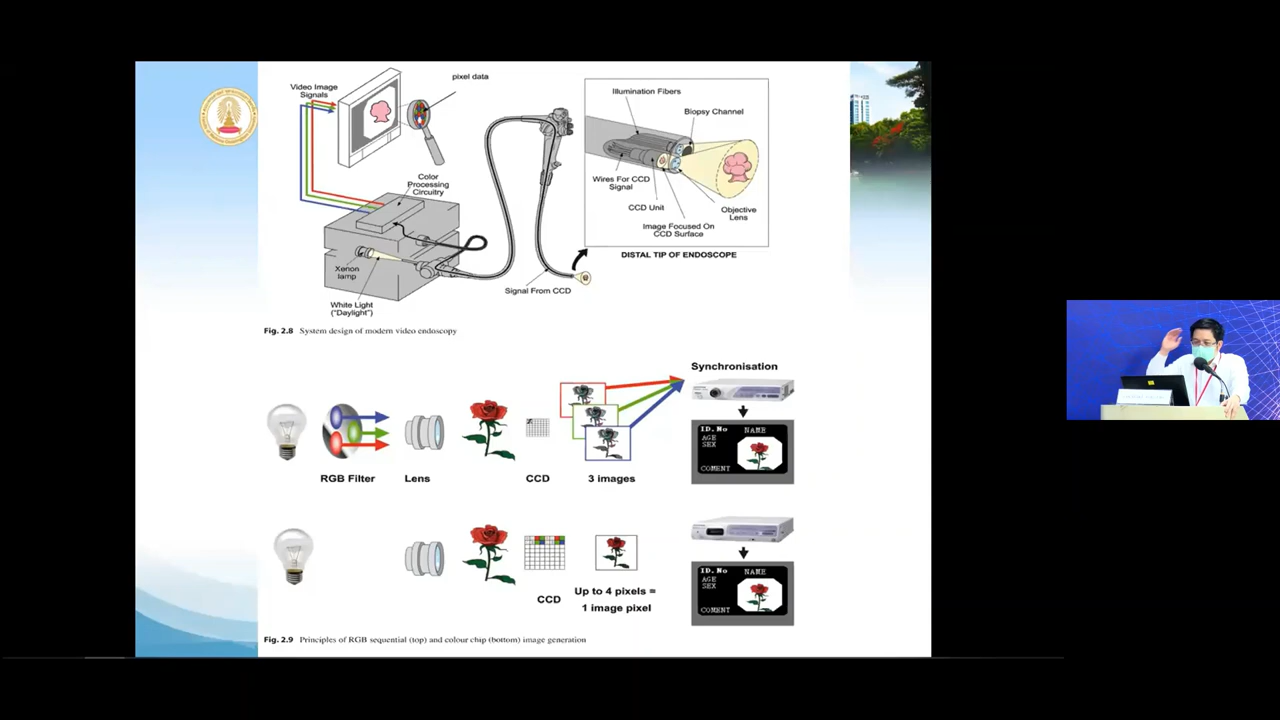 pixel data
Video Image
Signals
Illumination Fibers
Biopsy Channel
Color
Processing
Circuitry
Wires For CCD
Signal
CCD Unit
Objective
Lens
Image Focused On
CCD Surface
DISTAL TIP OF ENDOSCOPE
Xenon
lamp
Signal From CCD
White Light
("Daylight")
Fig. 2.8 System design of modern video endoscopy
Synchronisation
ID.No NAME
AGE
SEX
COMENT
RGB Filter Lens CCD 3 images
ID.No NAME
AGE
SEX
COMENT
CCD
Up to 4 pixels =
1 image pixel
Fig. 2.9 Principles of RGB sequential (top) and colour chip (bottom) image generation